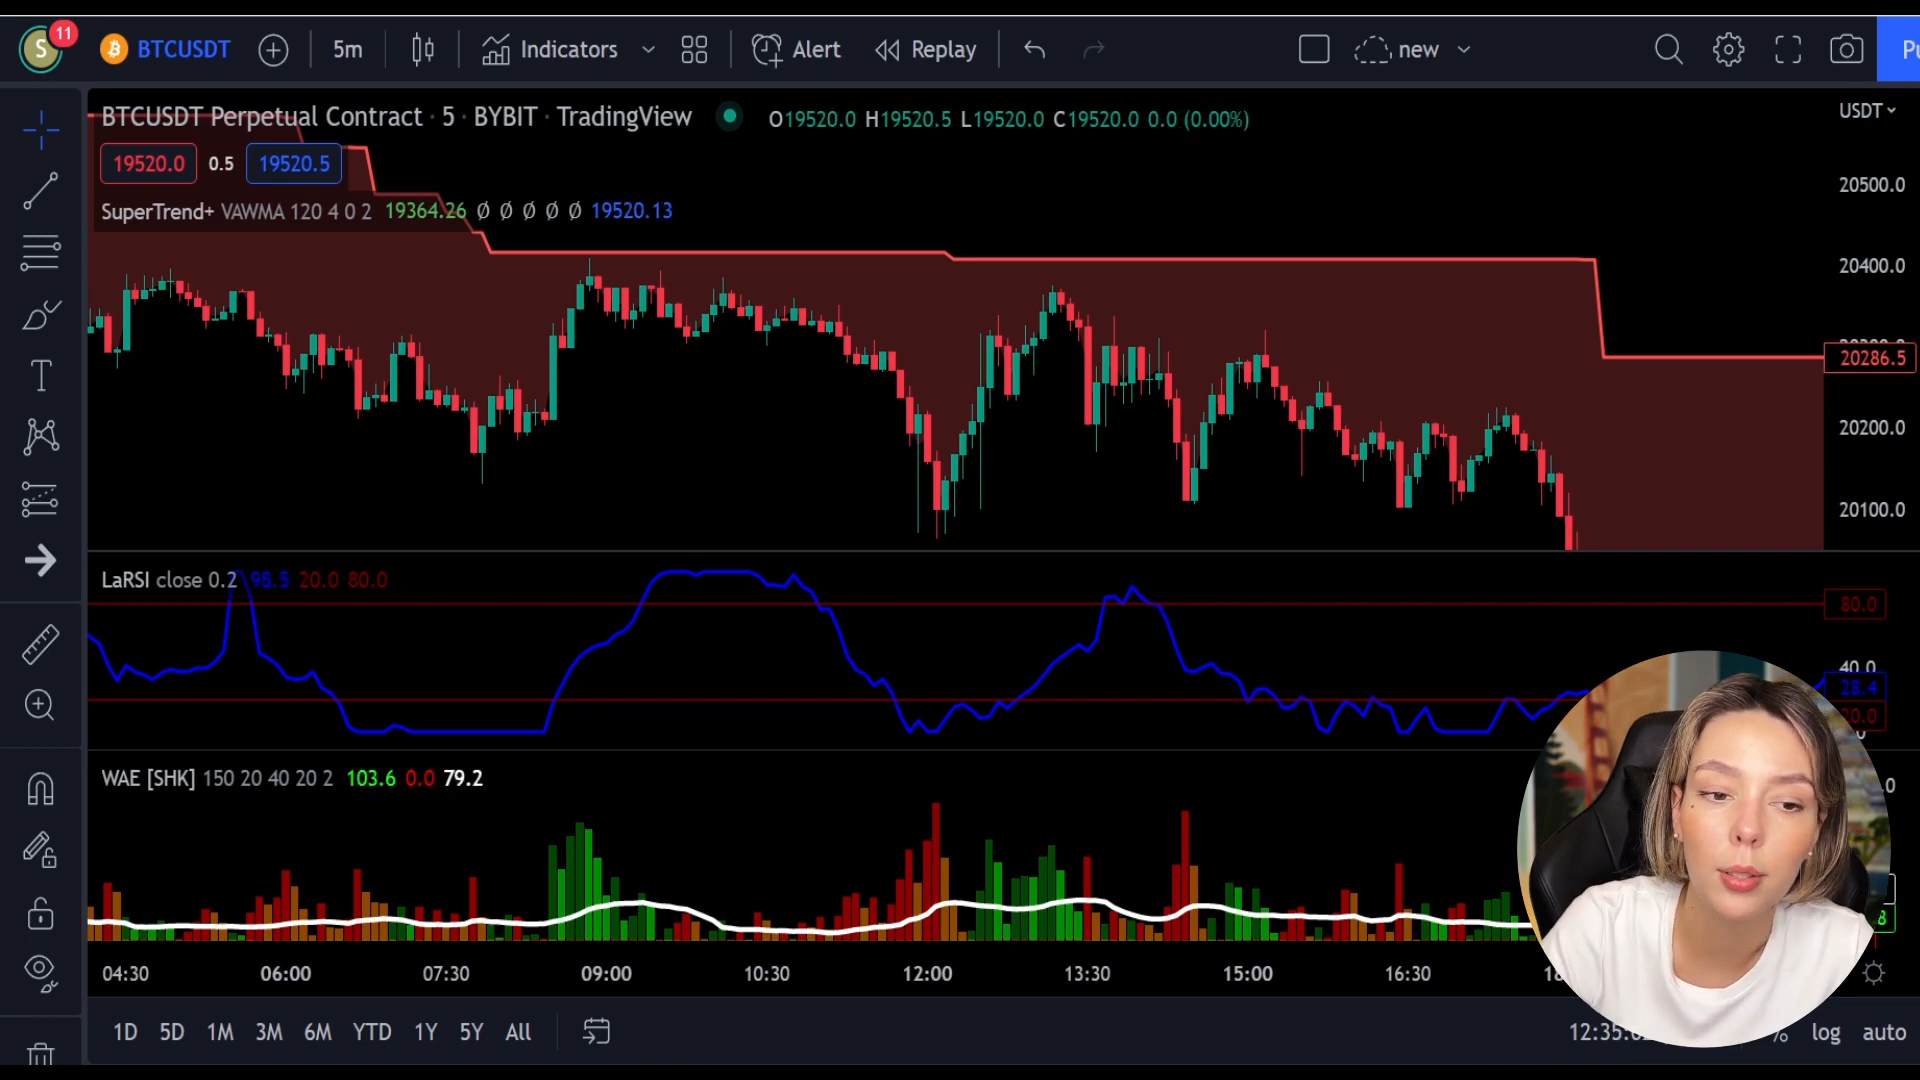 S 11 BTCUSDT 5m Indicators Alert Replay new Pu
BTCUSDT Perpetual Contract · 5 · BYBIT · TradingView O19520.0 H19520.5 L19520.0 C19520.0 0.0 (0.00%) USDT
19520.0 0.5 19520.5
SuperTrend+ VAWMA 120 4 0 2 19364.26 Ø Ø Ø Ø Ø 19520.13
20500.0
20400.0
20286.5
20200.0
20100.0
LaRSI close 0.2 98.5 20.0 80.0
80.0
40.0
28.4
20.0
WAE [SHK] 150 20 40 20 2 103.6 0.0 79.2
04:30 06:00 07:30 09:00 10:30 12:00 13:30 15:00 16:30
1D 5D 1M 3M 6M YTD 1Y 5Y All % log auto